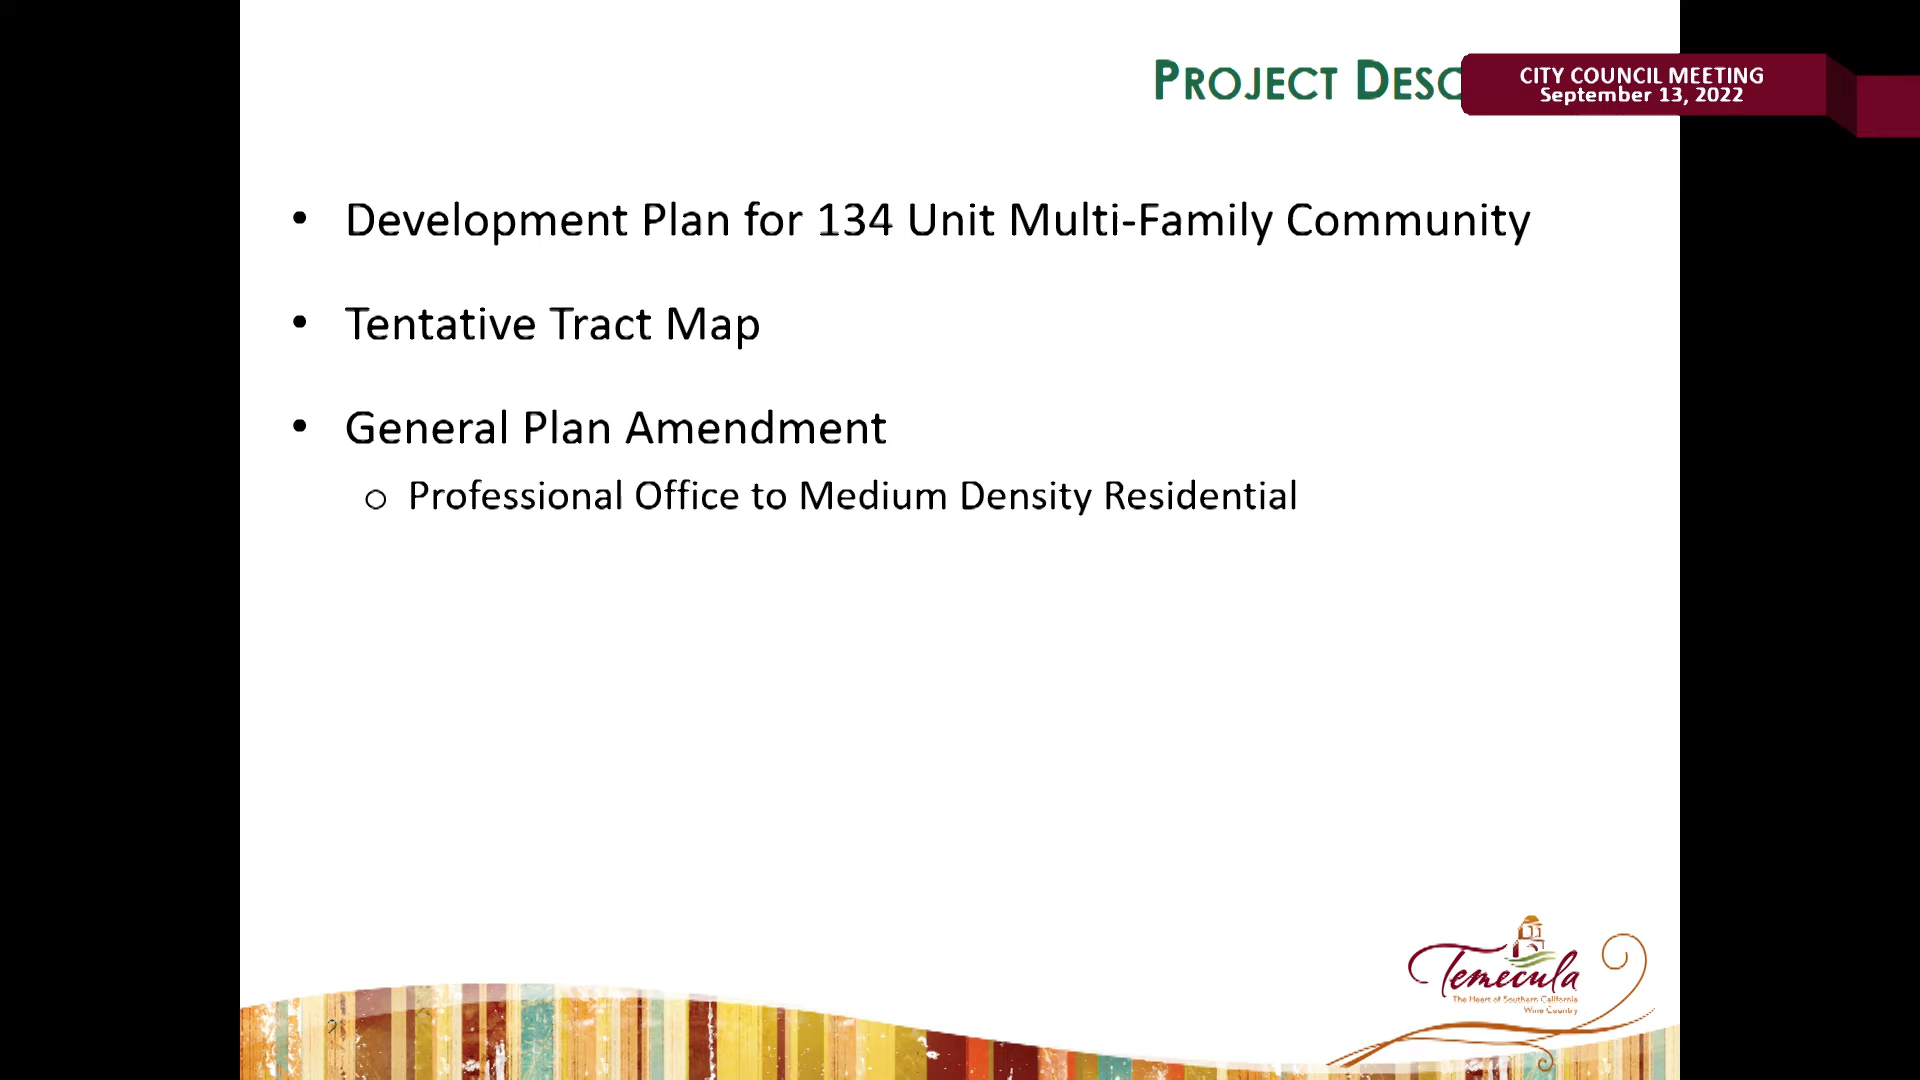 PROJECT DESC
CITY COUNCIL MEETING
September 13, 2022
• Development Plan for 134 Unit Multi-Family Community
• Tentative Tract Map
• General Plan Amendment
o Professional Office to Medium Density Residential
Temecula
The Heart of Southern California
Wine Country